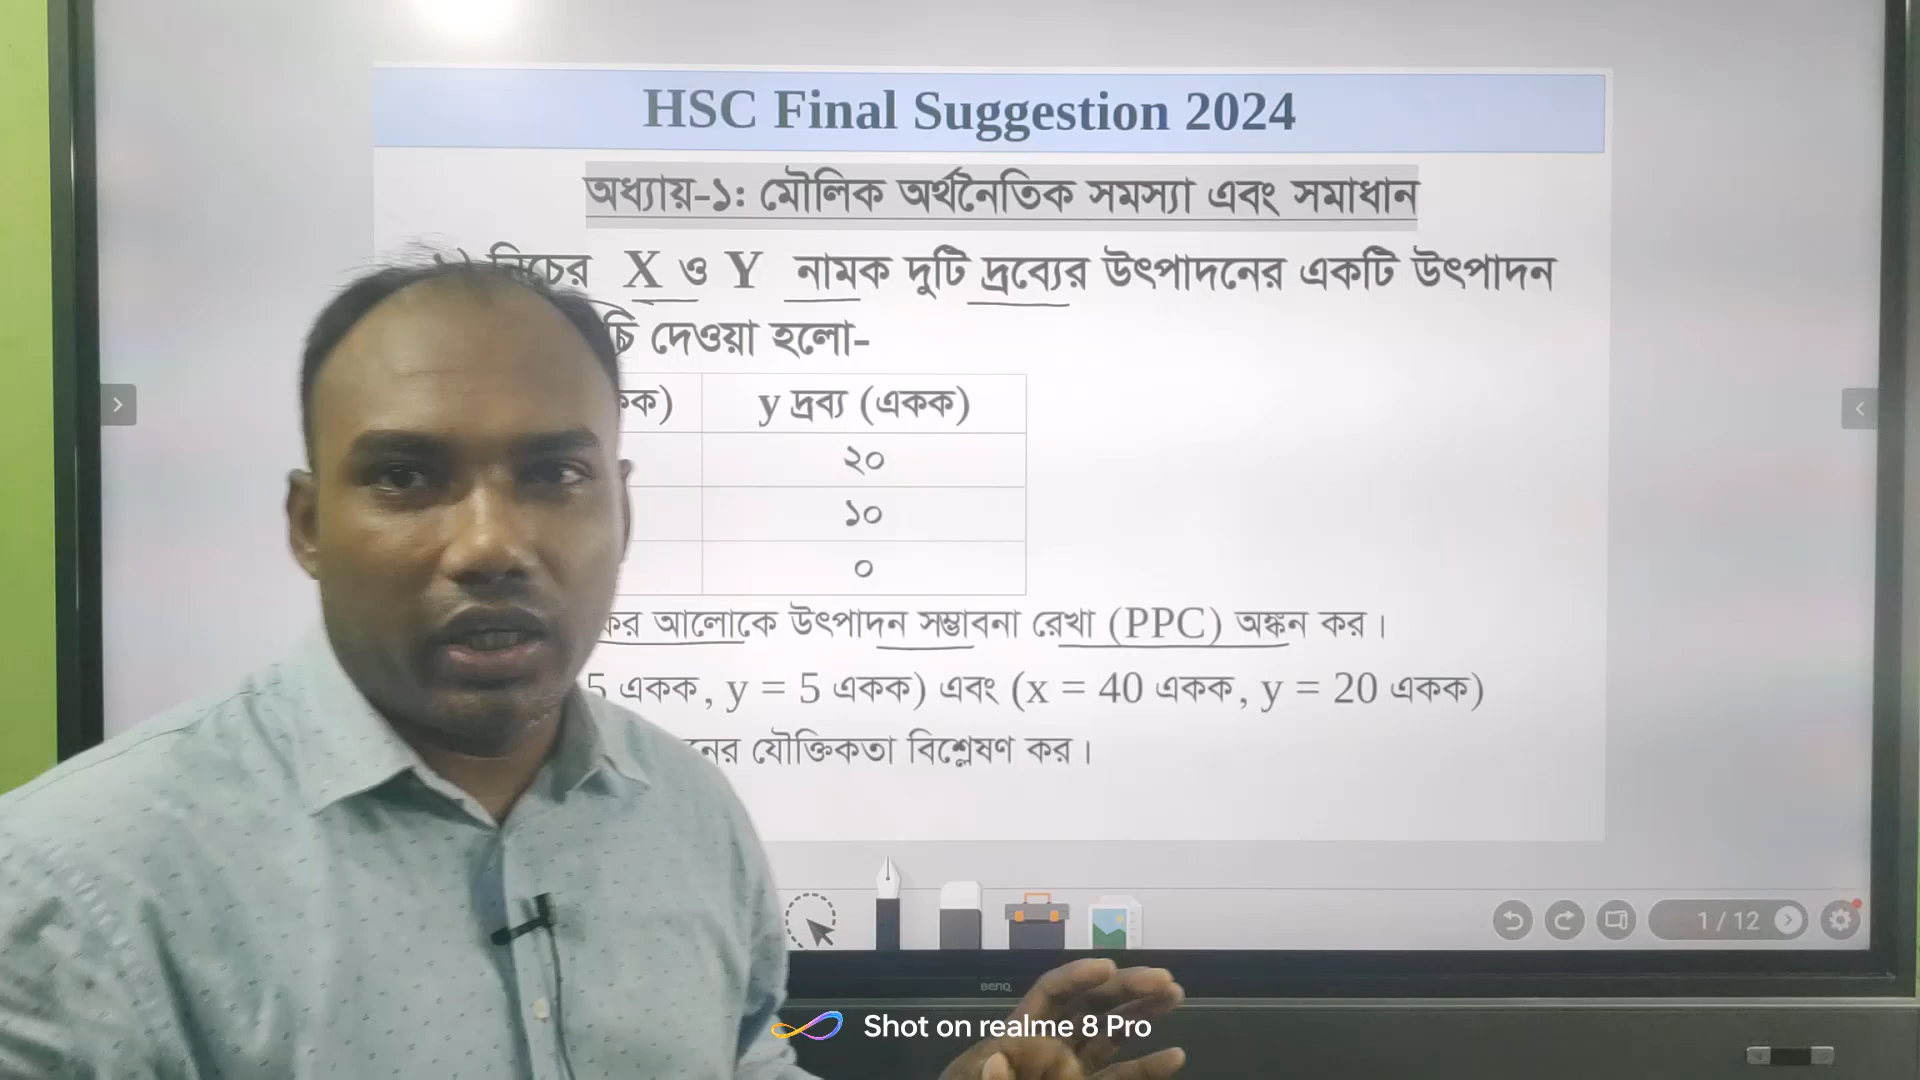 HSC Final Suggestion 2024
অধ্যায়-১: মৌলিক অর্থনৈতিক সমস্যা এবং সমাধান
নিচের X ও Y নামক দুটি দ্রব্যের উৎপাদনের একটি উৎপাদন
দেওয়া হলো-
y দ্রব্য (একক)
২০
১০
০
আলোকে উৎপাদন সম্ভাবনা রেখা (PPC) অঙ্কন কর।
5 একক, y = 5 একক) এবং (x = 40 একক, y = 20 একক)
যৌক্তিকতা বিশ্লেষণ কর।
1 / 12
BenQ
Shot on realme 8 Pro